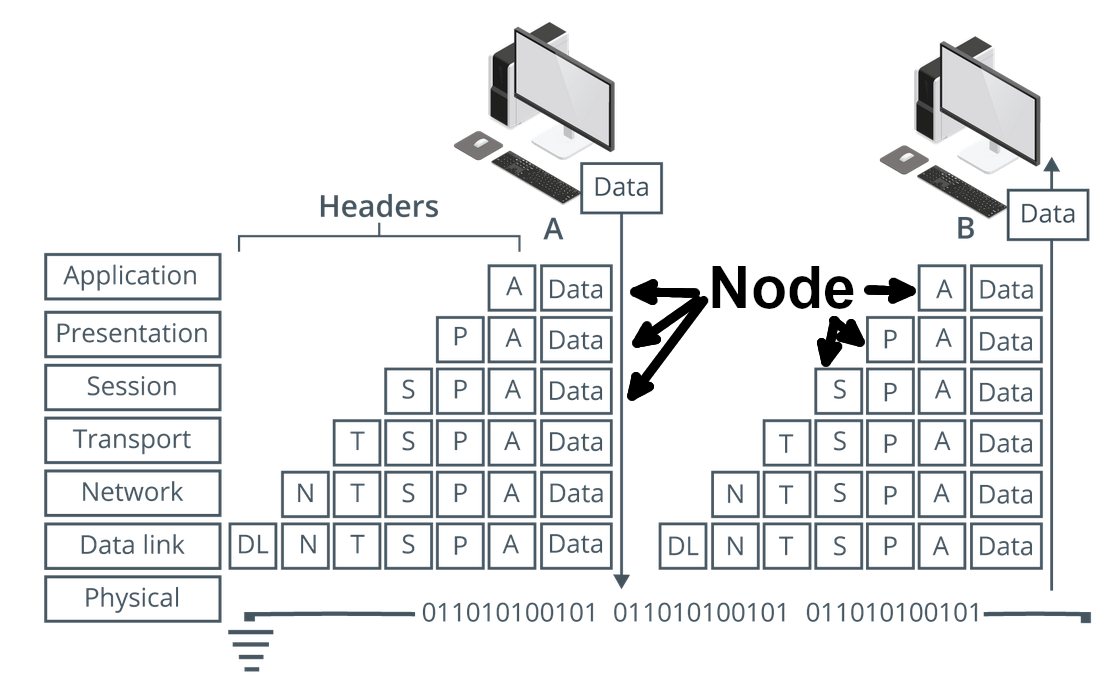 Data
Data
Headers
A
B
Application A Data Node A Data
Presentation P A Data P A Data
Session S P A Data S P A Data
Transport T S P A Data T S P A Data
Network N T S P A Data N T S P A Data
Data link DL N T S P A Data DL N T S P A Data
Physical
011010100101 011010100101 011010100101